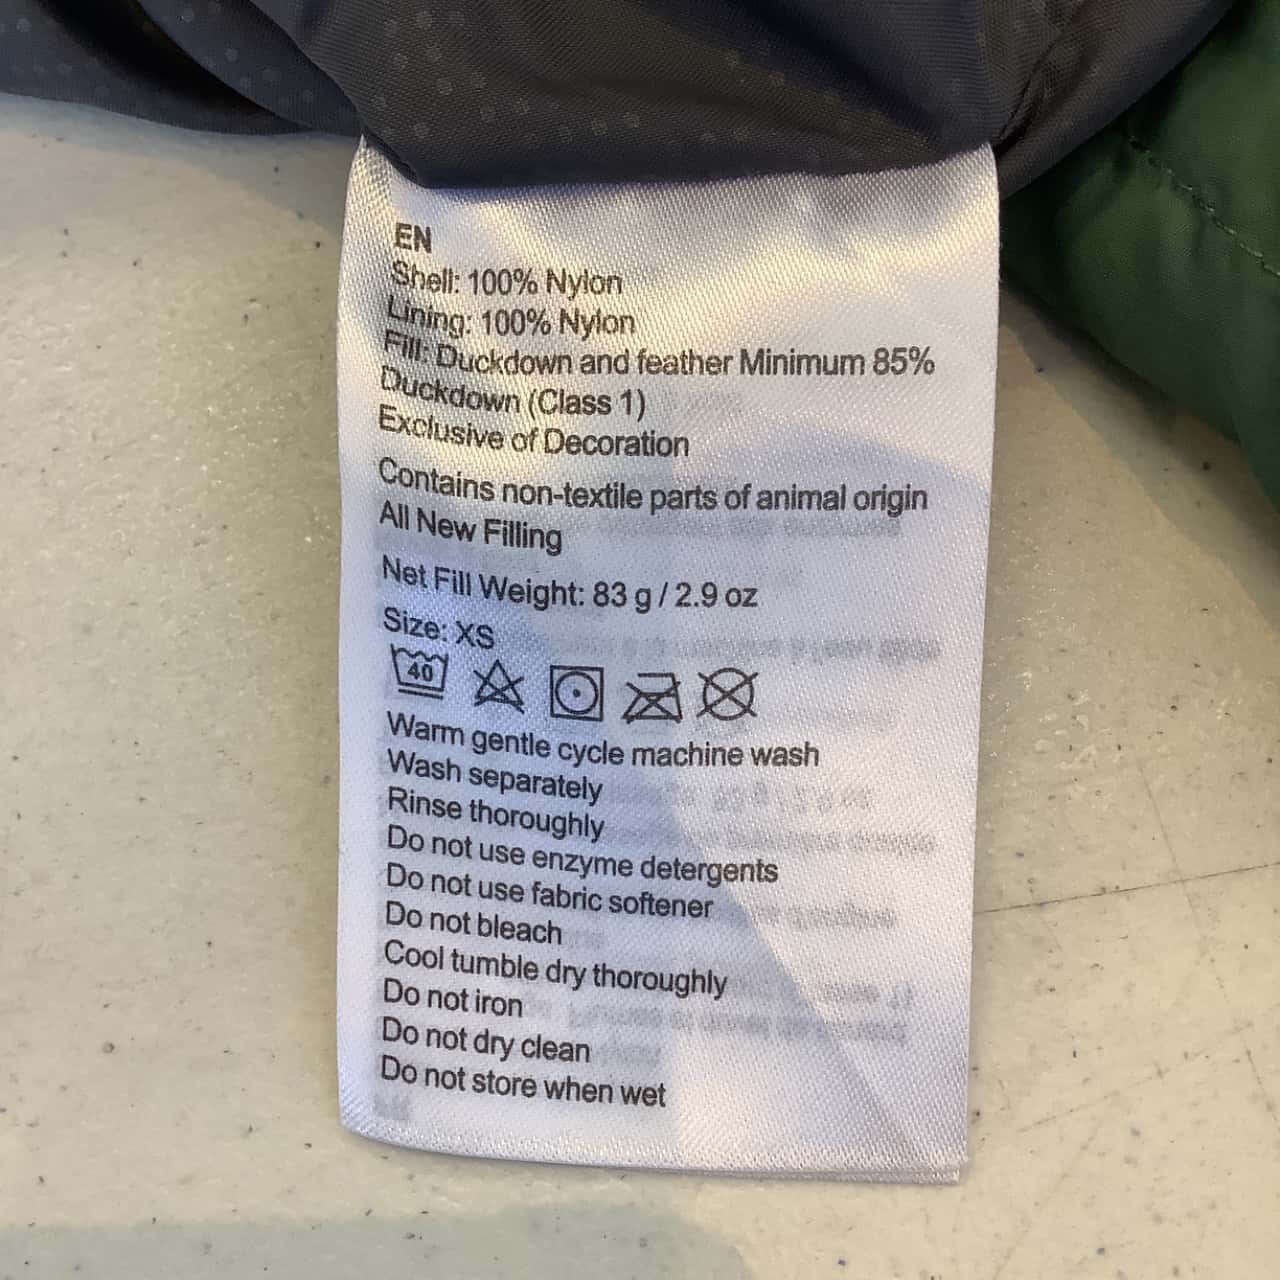 EN
Shell: 100% Nylon
Lining: 100% Nylon
Fill: Duckdown and feather Minimum 85%
Duckdown (Class 1)
Exclusive of Decoration
Contains non-textile parts of animal origin
All New Filling
Net Fill Weight: 83 g / 2.9 oz
Size: XS
40
Warm gentle cycle machine wash
Wash separately
Rinse thoroughly
Do not use enzyme detergents
Do not use fabric softener
Do not bleach
Cool tumble dry thoroughly
Do not iron
Do not dry clean
Do not store when wet